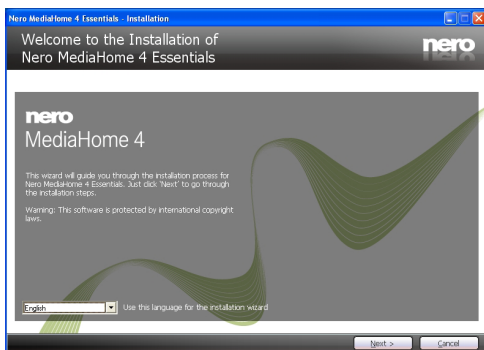 Nero MediaHome 4 Essentials - Installation
Welcome to the Installation of
Nero MediaHome 4 Essentials
nero
nero
MediaHome 4
This wizard will guide you through the installation process for
Nero MediaHome 4 Essentials. Just click 'Next' to go through
the installation steps.
Warning: This software is protected by international copyright
laws.
English
Use this language for the installation wizard
Next >
Cancel